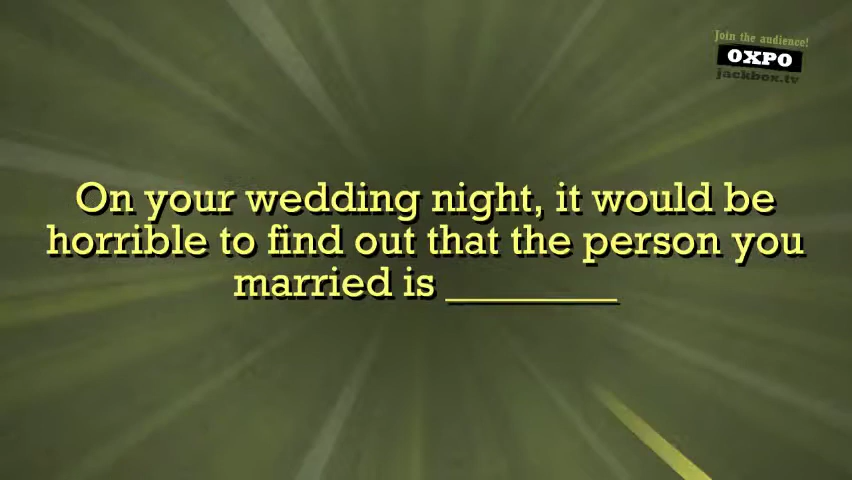 Join the audience!
OXPO
jackbox.tv
On your wedding night, it would be
horrible to find out that the person you
married is ________